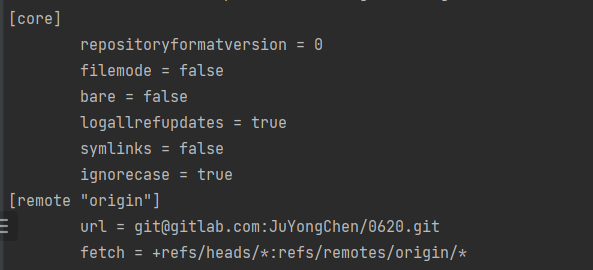 [core]
repositoryformatversion = 0
filemode = false
bare = false
logallrefupdates = true
symlinks = false
ignorecase = true
[remote "origin"]
url = git@gitlab.com:JuYongChen/0620.git
fetch = +refs/heads/*:refs/remotes/origin/*